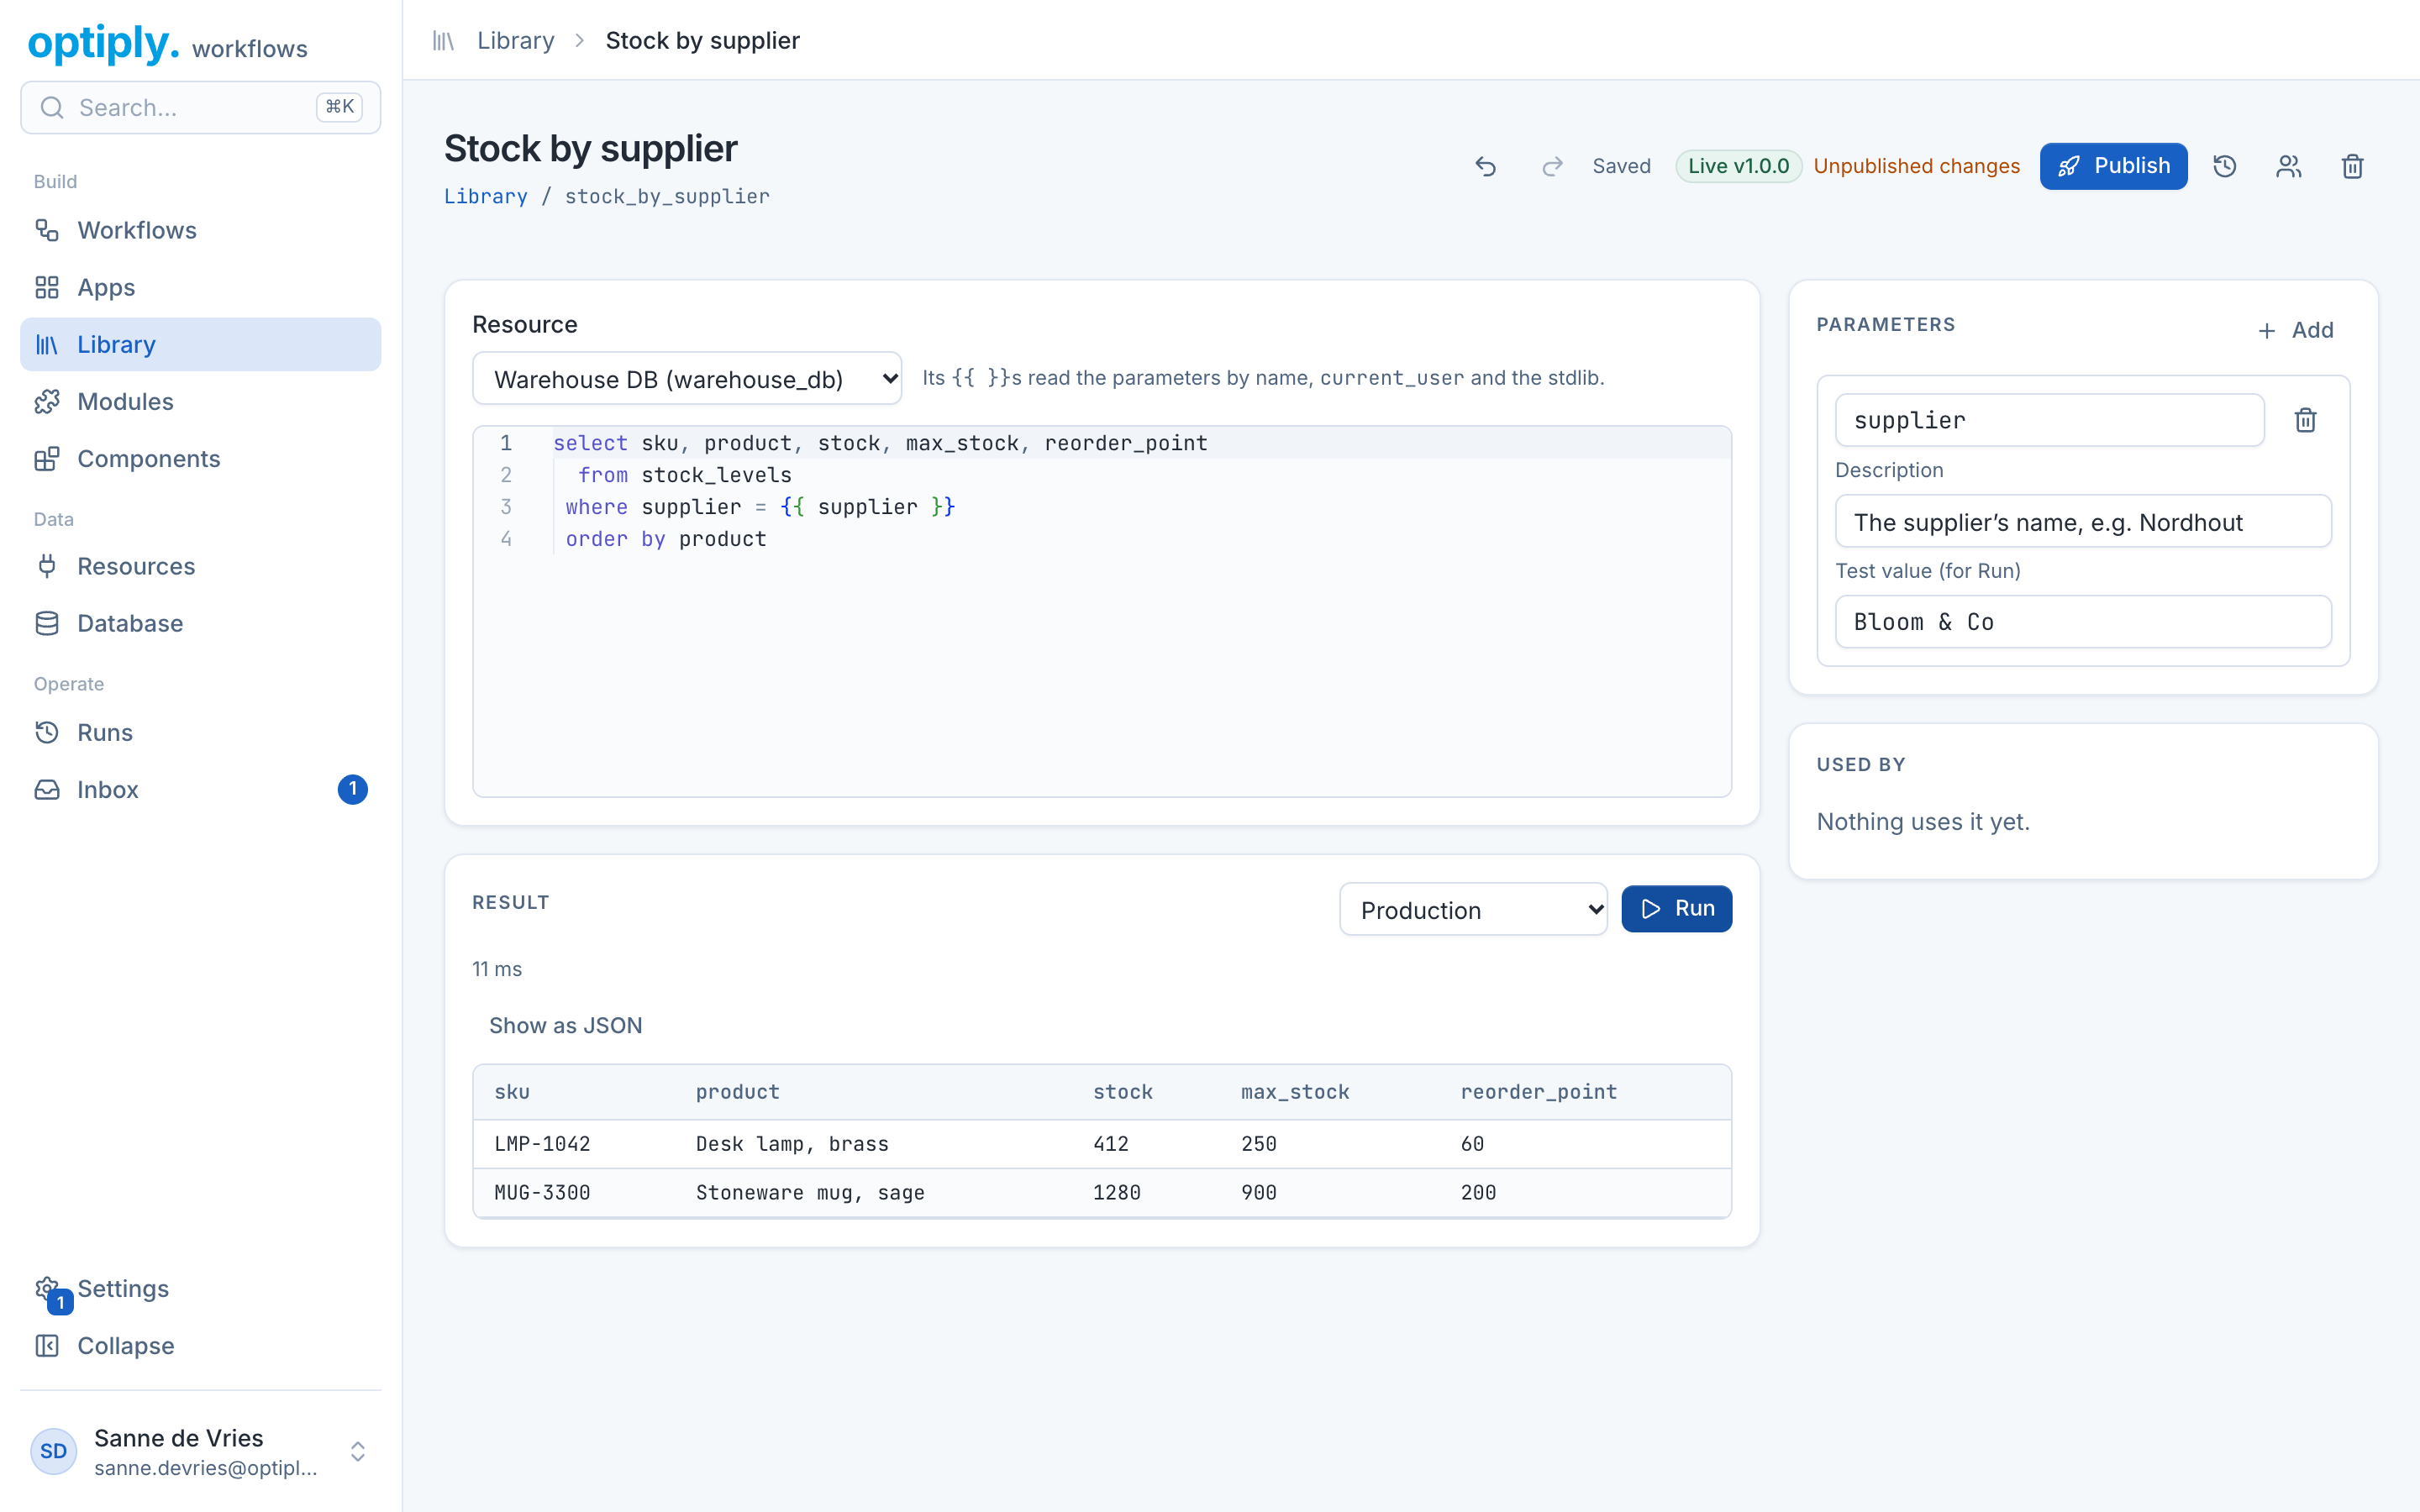 optiply. workflows
Search... ⌘K
Build
Workflows
Apps
Library
Modules
Components
Data
Resources
Database
Operate
Runs
Inbox 1
Settings
1
Collapse
SD
Sanne de Vries
sanne.devries@optipl...
Library > Stock by supplier
Stock by supplier
Library / stock_by_supplier
Saved Live v1.0.0 Unpublished changes Publish
Resource
Warehouse DB (warehouse_db) Its {{ }}s read the parameters by name, current_user and the stdlib.
1 select sku, product, stock, max_stock, reorder_point
2 from stock_levels
3 where supplier = {{ supplier }}
4 order by product
RESULT Production Run
11 ms
Show as JSON
sku product stock max_stock reorder_point
LMP-1042 Desk lamp, brass 412 250 60
MUG-3300 Stoneware mug, sage 1280 900 200
PARAMETERS + Add
supplier
Description
The supplier’s name, e.g. Nordhout
Test value (for Run)
Bloom & Co
USED BY
Nothing uses it yet.